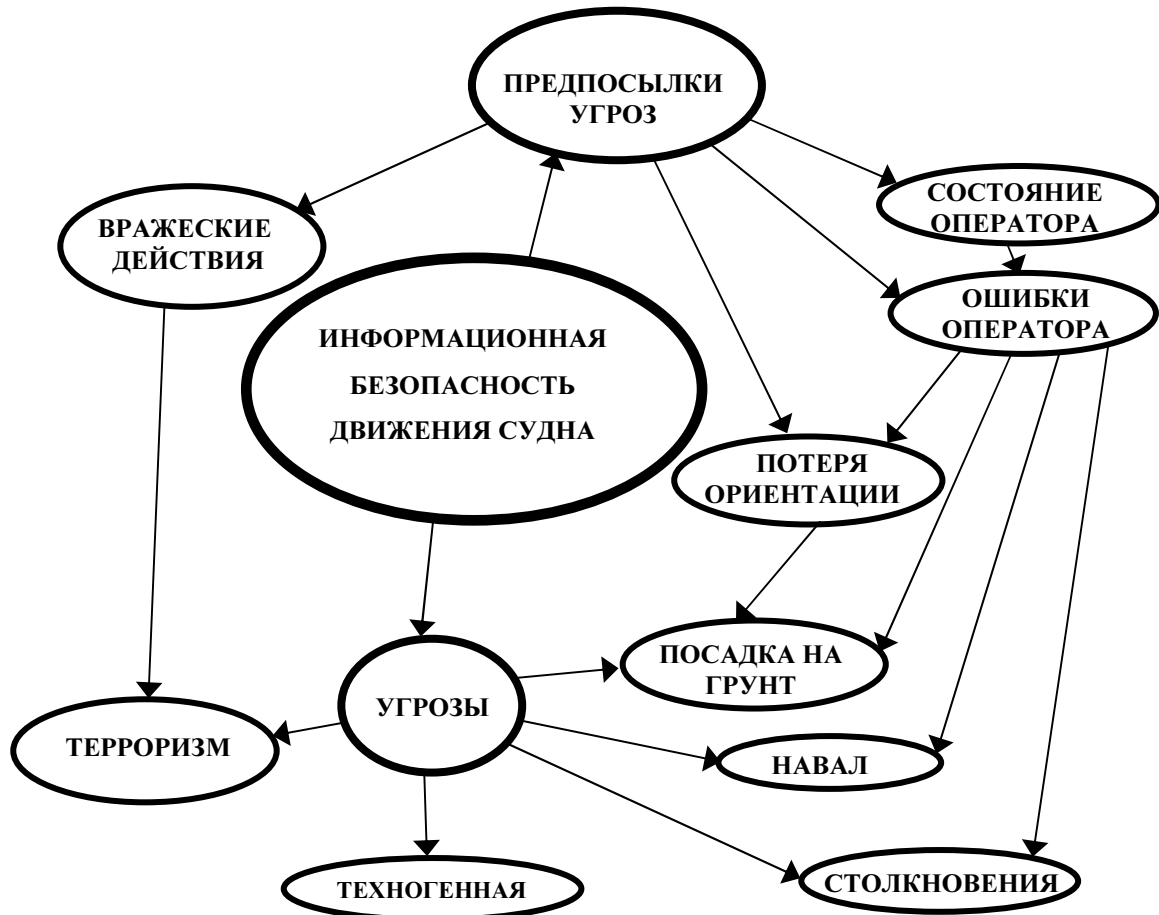 ПРЕДПОСЫЛКИ
УГРОЗ
СОСТОЯНИЕ
ОПЕРАТОРА
ВРАЖЕСКИЕ
ДЕЙСТВИЯ
ОШИБКИ
ОПЕРАТОРА
ИНФОРМАЦИОННАЯ
БЕЗОПАСНОСТЬ
ДВИЖЕНИЯ СУДНА
ПОТЕРЯ
ОРИЕНТАЦИИ
ПОСАДКА НА
ГРУНТ
УГРОЗЫ
ТЕРРОРИЗМ
НАВАЛ
ТЕХНОГЕННАЯ
СТОЛКНОВЕНИЯ